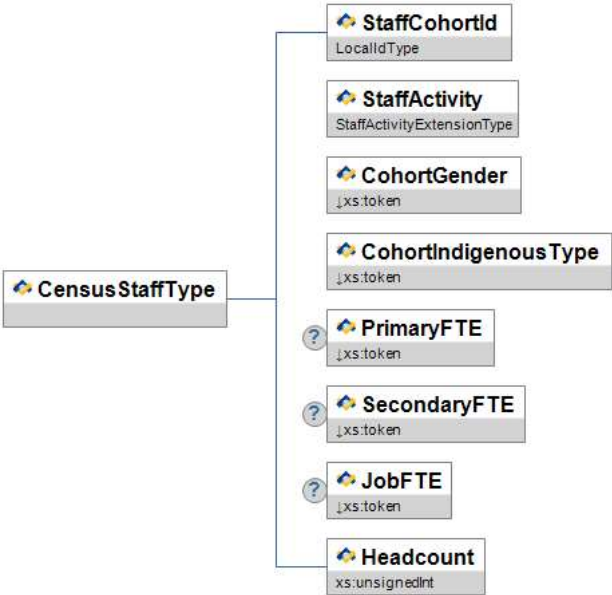 StaffCohortId
LocalIdType
StaffActivity
StaffActivityExtensionType
CohortGender
↓xs:token
CohortIndigenousType
↓xs:token
CensusStaffType
? PrimaryFTE
↓xs:token
? SecondaryFTE
↓xs:token
? JobFTE
↓xs:token
Headcount
xs:unsignedInt